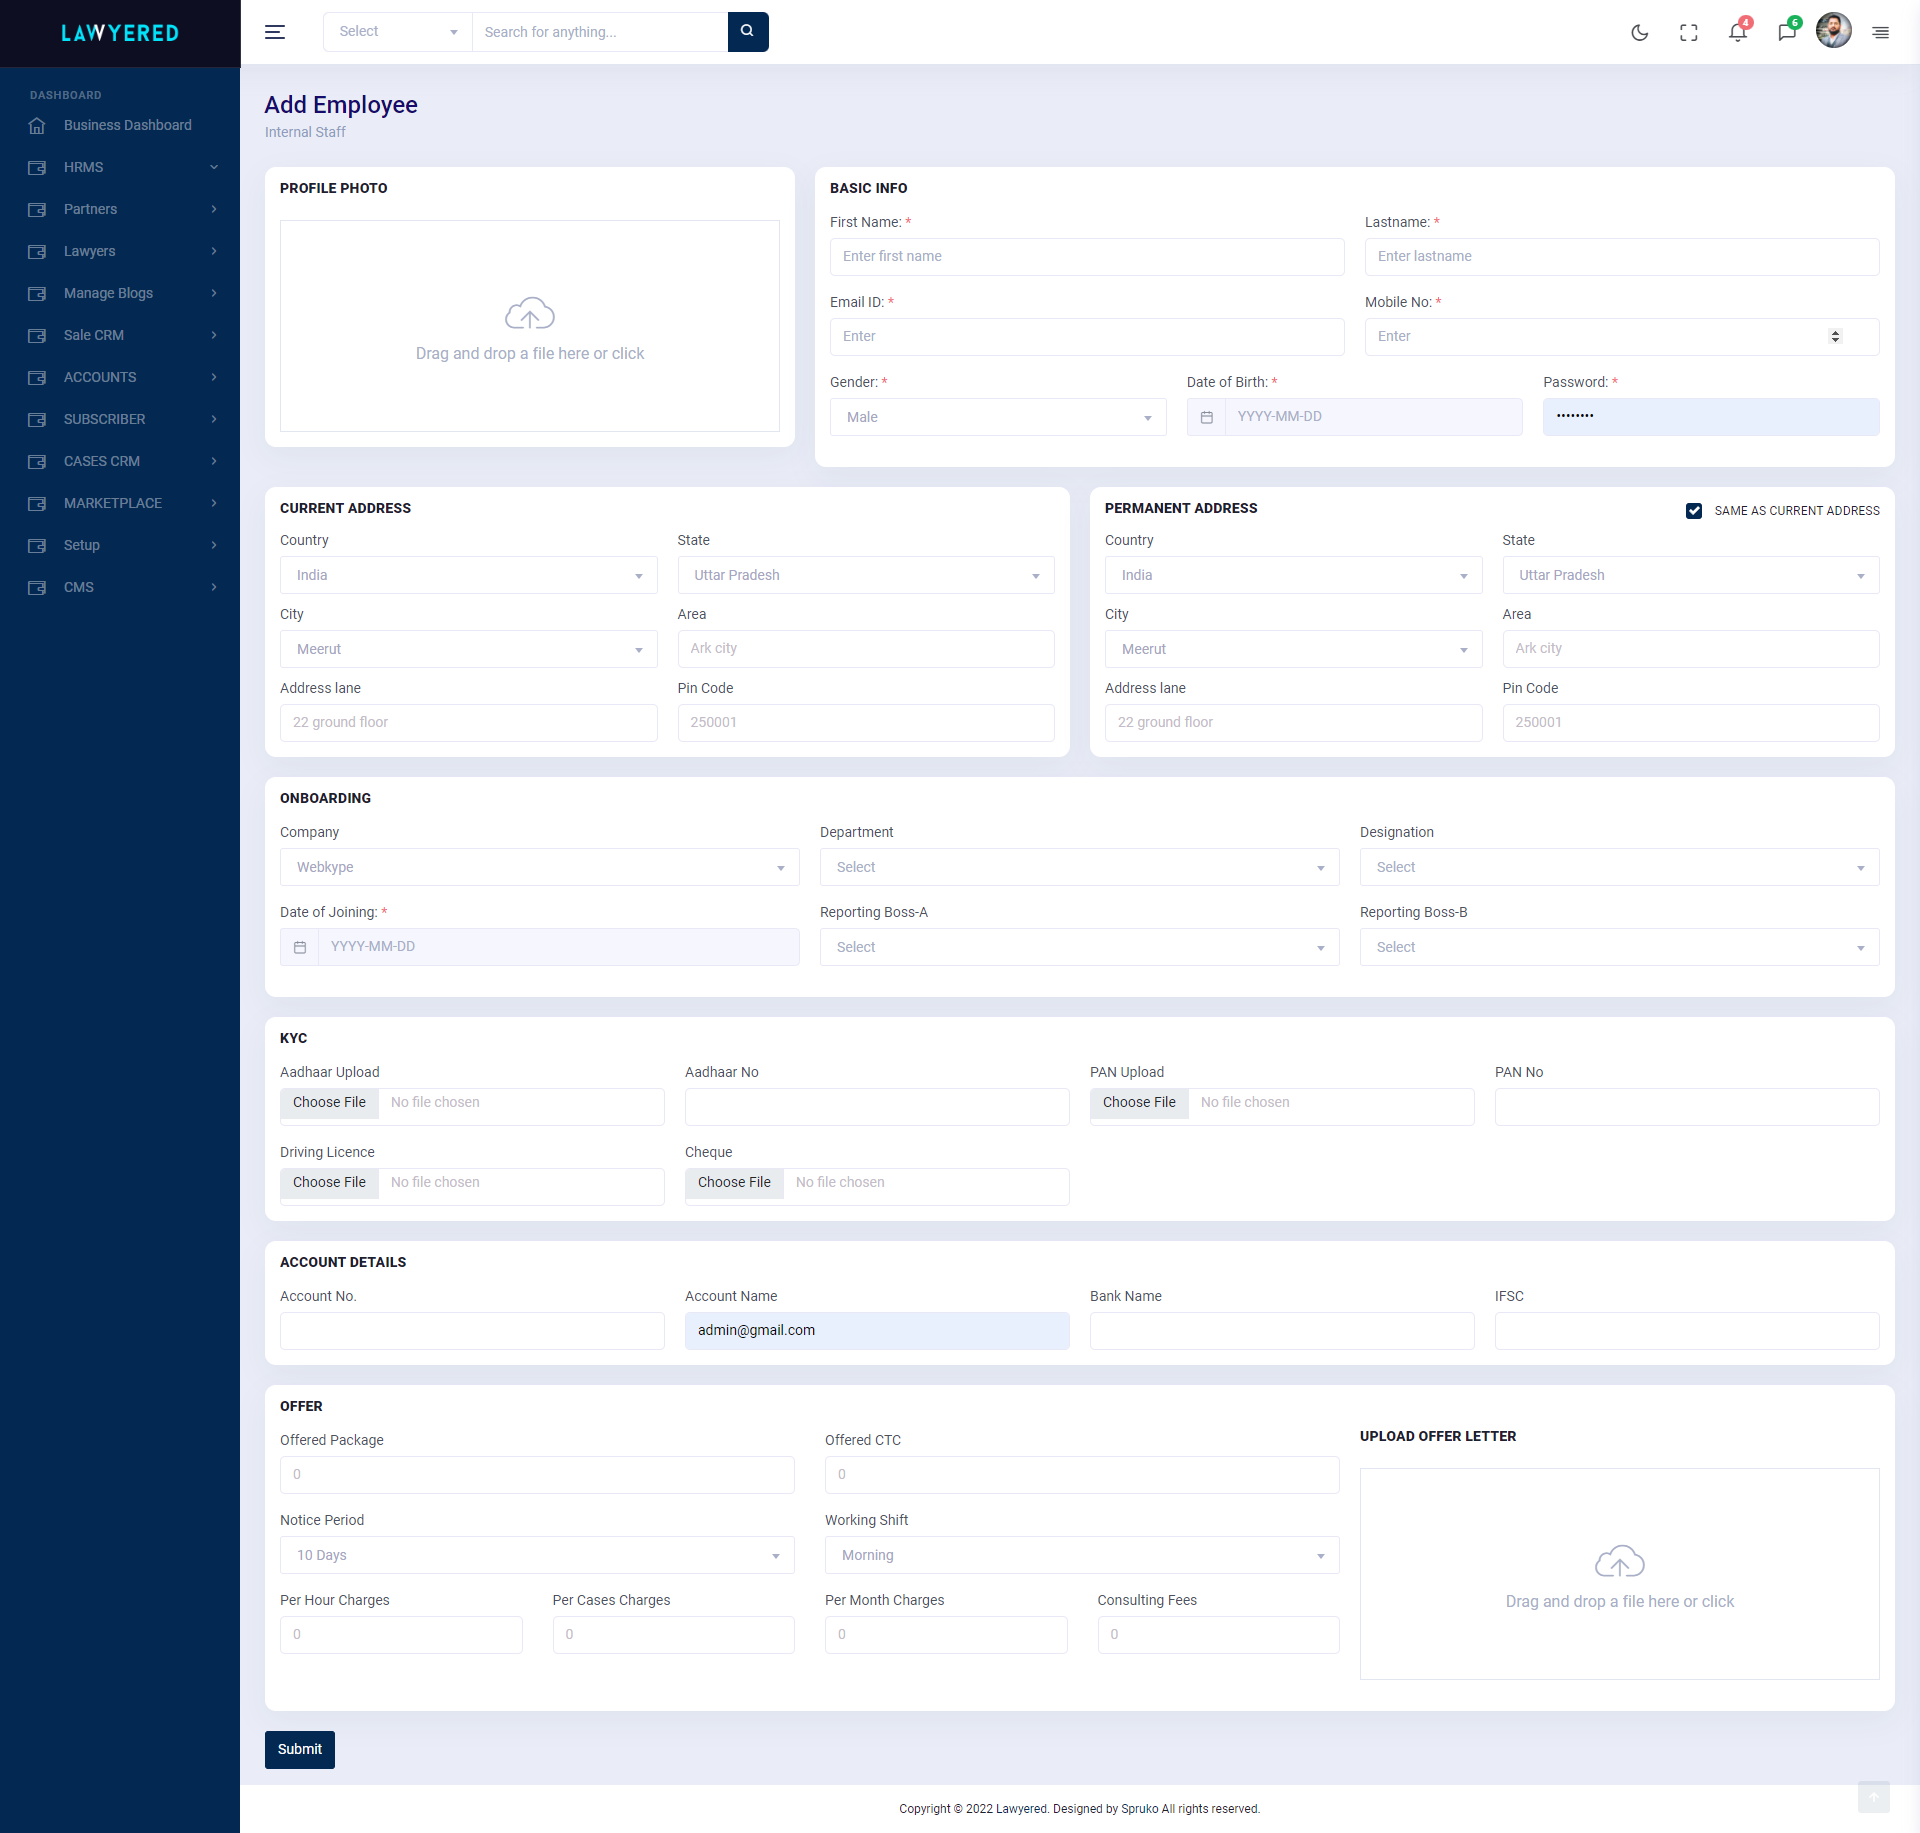 LAWYERED
Select
Search for anything...
4
6
DASHBOARD
Business Dashboard
HRMS
Partners
Lawyers
Manage Blogs
Sale CRM
ACCOUNTS
SUBSCRIBER
CASES CRM
MARKETPLACE
Setup
CMS
Add Employee
Internal Staff
PROFILE PHOTO
Drag and drop a file here or click
BASIC INFO
First Name: * Lastname: *
Enter first name Enter lastname
Email ID: * Mobile No: *
Enter Enter
Gender: * Date of Birth: * Password: *
Male YYYY-MM-DD ••••••••
CURRENT ADDRESS
Country State
India Uttar Pradesh
City Area
Meerut Ark city
Address lane Pin Code
22 ground floor 250001
PERMANENT ADDRESS SAME AS CURRENT ADDRESS
Country State
India Uttar Pradesh
City Area
Meerut Ark city
Address lane Pin Code
22 ground floor 250001
ONBOARDING
Company Department Designation
Webkype Select Select
Date of Joining: * Reporting Boss-A Reporting Boss-B
YYYY-MM-DD Select Select
KYC
Aadhaar Upload Aadhaar No PAN Upload PAN No
Choose File No file chosen Choose File No file chosen
Driving Licence Cheque
Choose File No file chosen Choose File No file chosen
ACCOUNT DETAILS
Account No. Account Name Bank Name IFSC
admin@gmail.com
OFFER
Offered Package Offered CTC
0 0
Notice Period Working Shift
10 Days Morning
Per Hour Charges Per Cases Charges Per Month Charges Consulting Fees
0 0 0 0
UPLOAD OFFER LETTER
Drag and drop a file here or click
Submit
Copyright © 2022 Lawyered. Designed by Spruko All rights reserved.